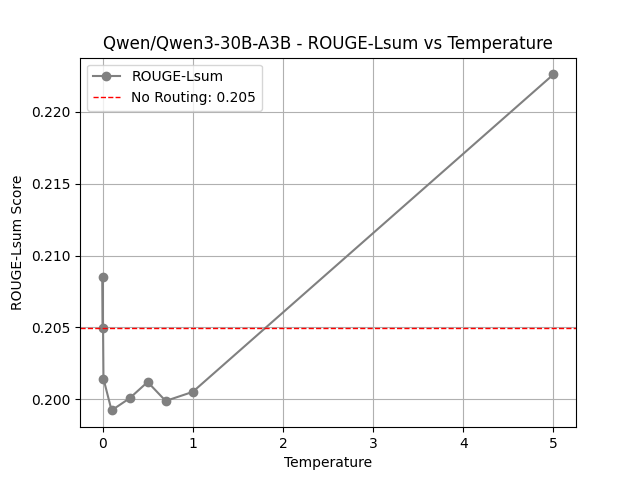 Qwen/Qwen3-30B-A3B - ROUGE-Lsum vs Temperature
ROUGE-Lsum
No Routing: 0.205
ROUGE-Lsum Score
0.220
0.215
0.210
0.205
0.200
0 1 2 3 4 5
Temperature